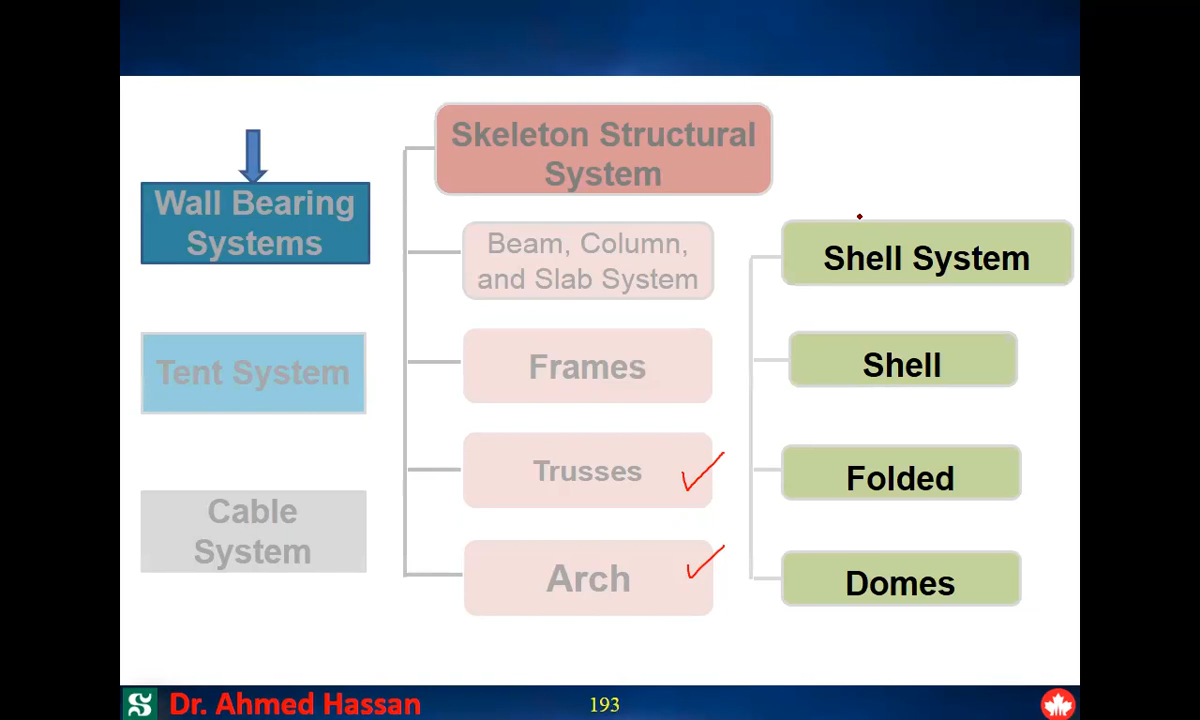 Skeleton Structural
System
Wall Bearing
Systems
Tent System
Cable
System
Beam, Column,
and Slab System
Frames
Trusses
Arch
Shell System
Shell
Folded
Domes
Dr. Ahmed Hassan
193